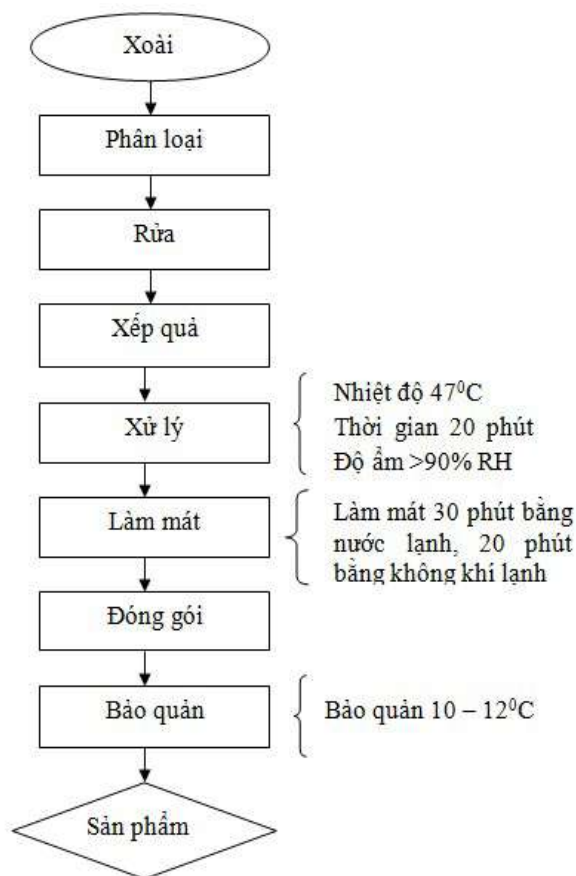 Xoài
Phân loại
Rửa
Xếp quả
Xử lý
Nhiệt độ 47⁰C
Thời gian 20 phút
Độ ẩm >90% RH
Làm mát
Làm mát 30 phút bằng
nước lạnh, 20 phút
bằng không khí lạnh
Đóng gói
Bảo quản
Bảo quản 10 – 12⁰C
Sản phẩm